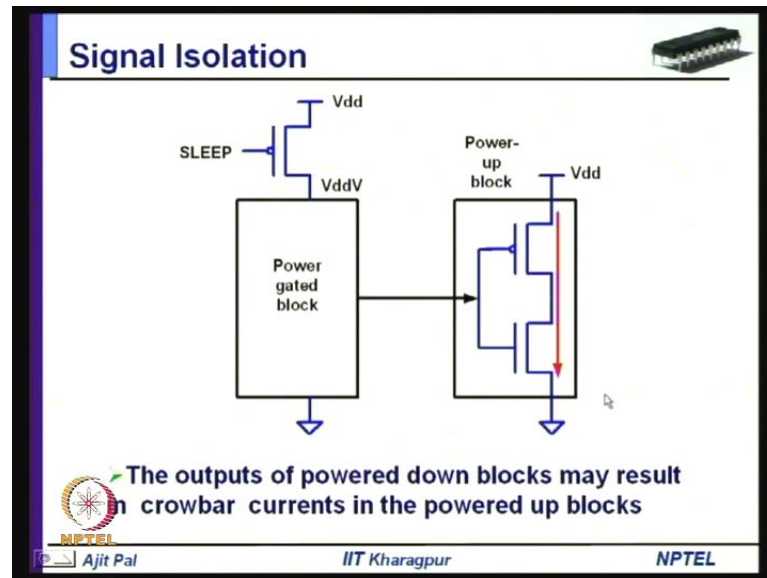 Signal Isolation
Vdd
SLEEP
VddV
Power-
up
block
Vdd
Power
gated
block
The outputs of powered down blocks may result
n crowbar currents in the powered up blocks
NPTEL
Ajit Pal
IIT Kharagpur
NPTEL